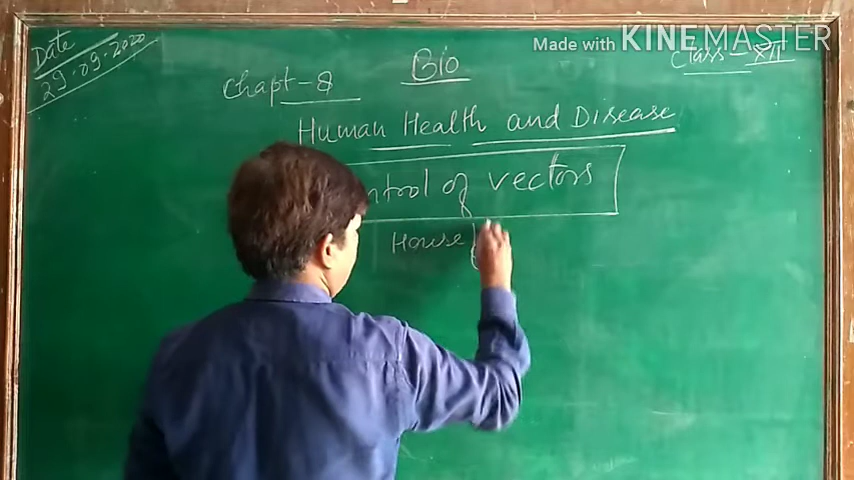 Made with KINEMASTER
Date
29.09.2020
Bio
Class - XII
Chapt-8
Human Health and Disease
ntrol of vectors
House